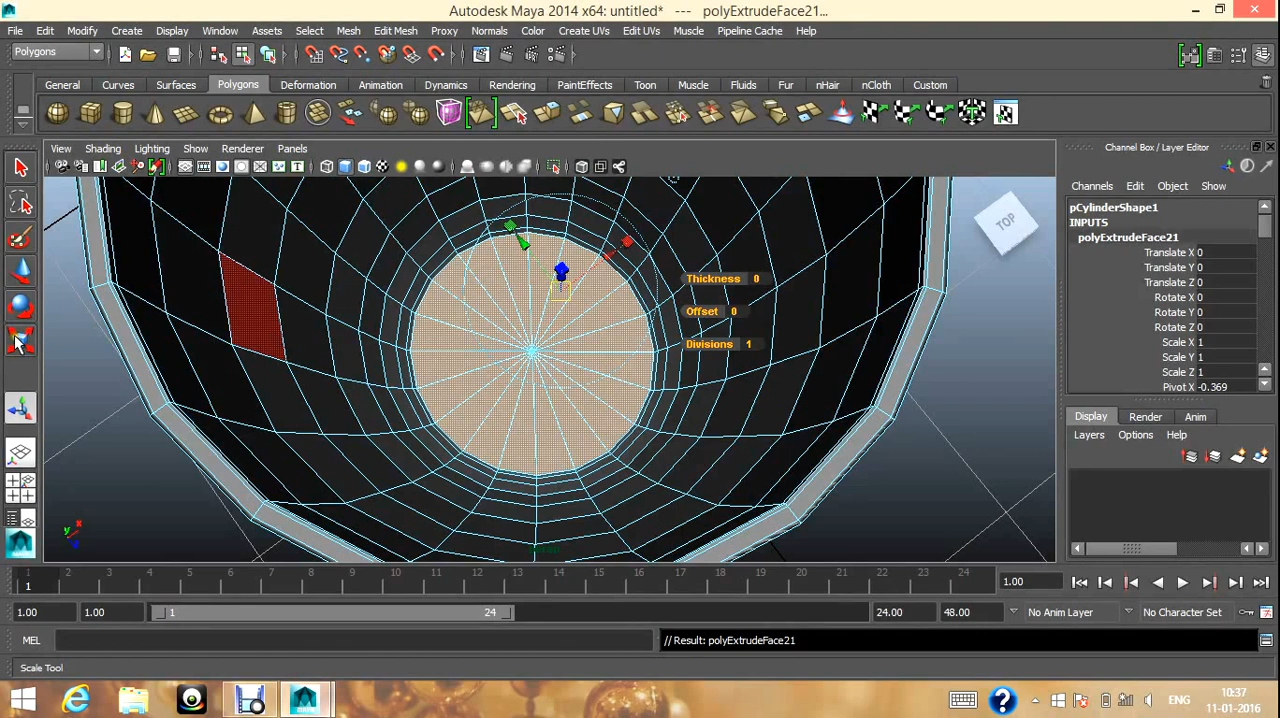 Autodesk Maya 2014 x64: untitled* --- polyExtrudeFace21...
File Edit Modify Create Display Window Assets Select Mesh Edit Mesh Proxy Normals Color Create UVs Edit UVs Muscle Pipeline Cache Help
Polygons
General Curves Surfaces Polygons Deformation Animation Dynamics Rendering PaintEffects Toon Muscle Fluids Fur nHair nCloth Custom
View Shading Lighting Show Renderer Panels
Channel Box / Layer Editor
Channels Edit Object Show
pCylinderShape1
INPUTS
polyExtrudeFace21
Translate X 0
Translate Y 0
Translate Z 0
Rotate X 0
Rotate Y 0
Rotate Z 0
Scale X 1
Scale Y 1
Scale Z 1
Pivot X -0.369
TOP
Thickness 0
Offset 0
Divisions 1
y x z
persp
Display Render Anim
Layers Options Help
1 2 3 4 5 6 7 8 9 10 11 12 13 14 15 16 17 18 19 20 21 22 23 24
1
1.00
1.00 1.00 1 24 24.00 48.00 No Anim Layer No Character Set
MEL // Result: polyExtrudeFace21
Scale Tool
ENG
10:37
11-01-2016